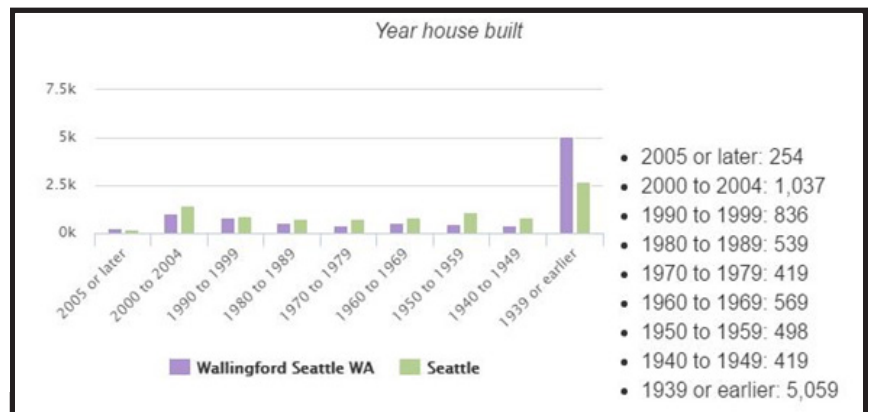 Year house built
7.5k
5k
2.5k
0k
2005 or later
2000 to 2004
1990 to 1999
1980 to 1989
1970 to 1979
1960 to 1969
1950 to 1959
1940 to 1949
1939 or earlier
Wallingford Seattle WA
Seattle
• 2005 or later: 254
• 2000 to 2004: 1,037
• 1990 to 1999: 836
• 1980 to 1989: 539
• 1970 to 1979: 419
• 1960 to 1969: 569
• 1950 to 1959: 498
• 1940 to 1949: 419
• 1939 or earlier: 5,059